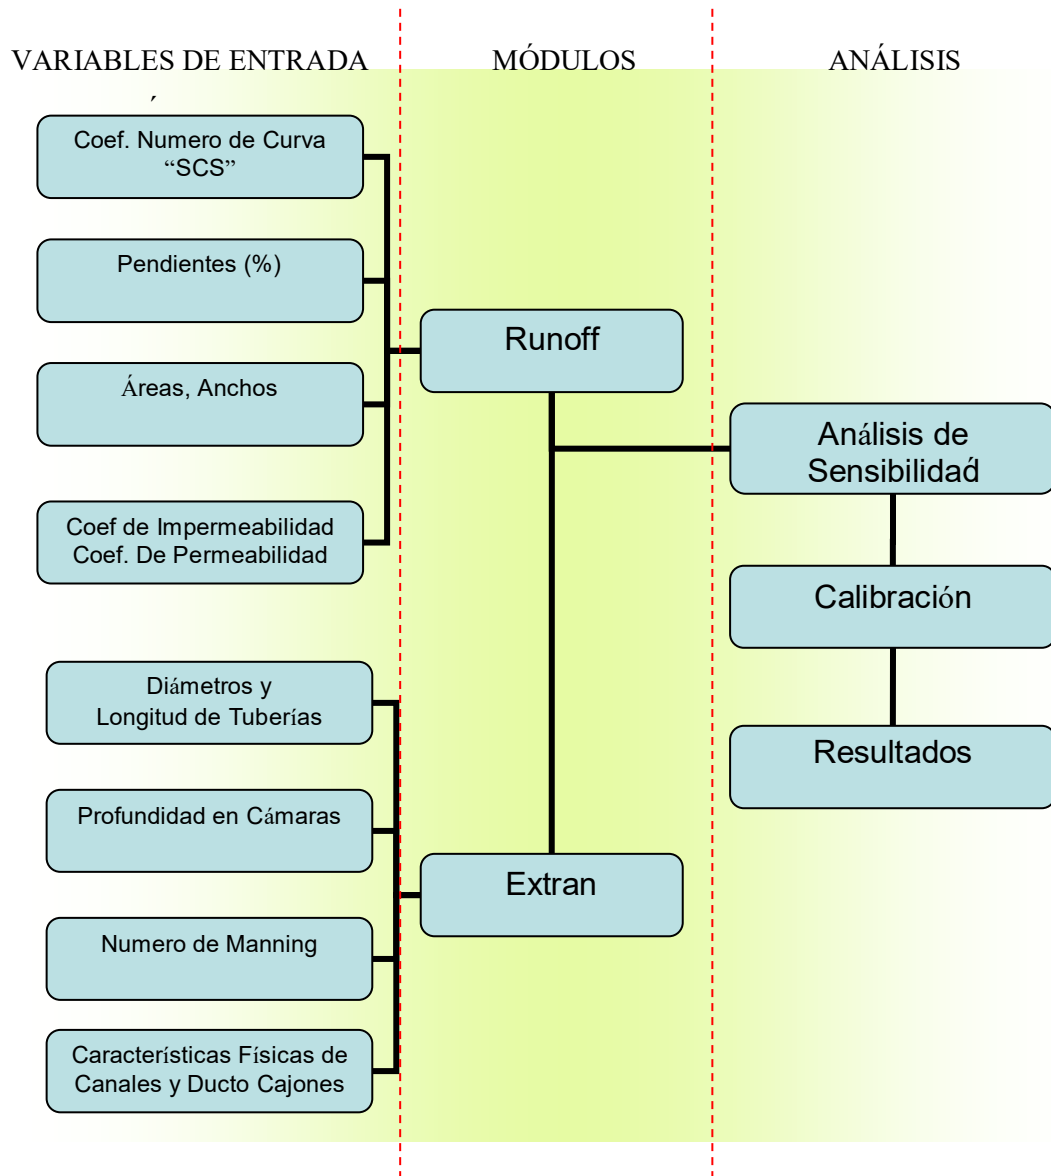 VARIABLES DE ENTRADA
MÓDULOS
ANÁLISIS
Coef. Numero de Curva
“SCS”
Pendientes (%)
Áreas, Anchos
Coef de Impermeabilidad
Coef. De Permeabilidad
Diámetros y
Longitud de Tuberías
Profundidad en Cámaras
Numero de Manning
Características Físicas de
Canales y Ducto Cajones
Runoff
Extran
Análisis de
Sensibilidad
Calibración
Resultados